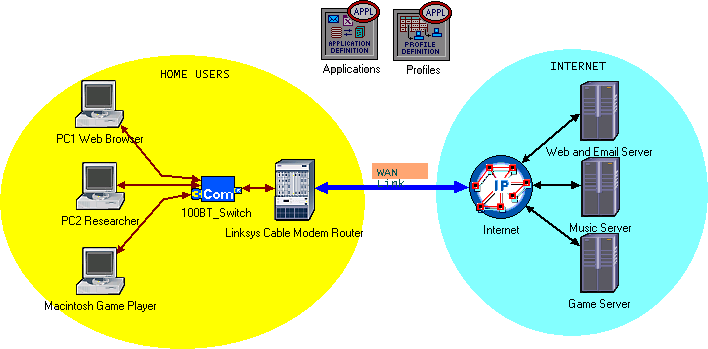 APPL
APPL
APPLICATION
DEFINITION
PROFILE
DEFINITION
Applications
Profiles
HOME USERS
INTERNET
PC1 Web Browser
Web and Email Server
WAN
Link
PC2 Researcher
3Com
100BT_Switch
IP
Linksys Cable Modem Router
Internet
Music Server
Macintosh Game Player
Game Server